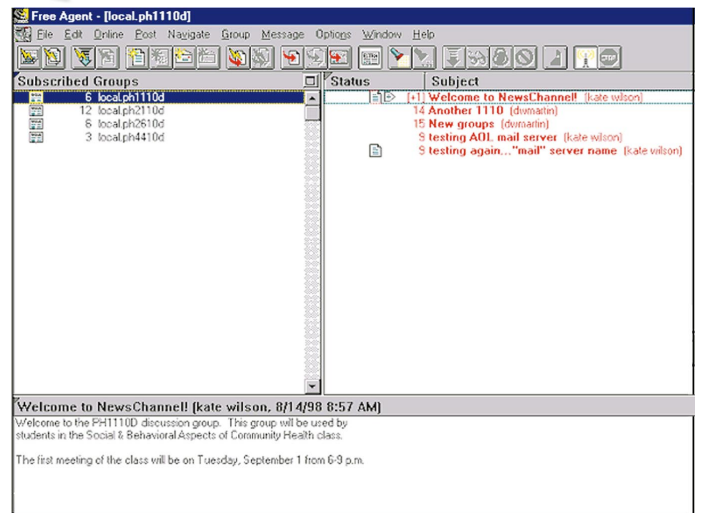 Free Agent - [local.ph1110d]
File Edit Online Post Navigate Group Message Options Window Help
Subscribed Groups
Status Subject
6 local.ph1110d
12 local.ph2110d
6 local.ph2610d
3 local.ph4410d
[+1] Welcome to NewsChannel! (kate wilson)
14 Another 1110 (dwmartin)
15 New groups (dwmartin)
9 testing AOL mail server (kate wilson)
9 testing again..."mail" server name (kate wilson)
Welcome to NewsChannel! (kate wilson, 8/14/98 8:57 AM)
Welcome to the PH1110D discussion group. This group will be used by
students in the Social & Behavioral Aspects of Community Health class.
The first meeting of the class will be on Tuesday, September 1 from 6-9 p.m.